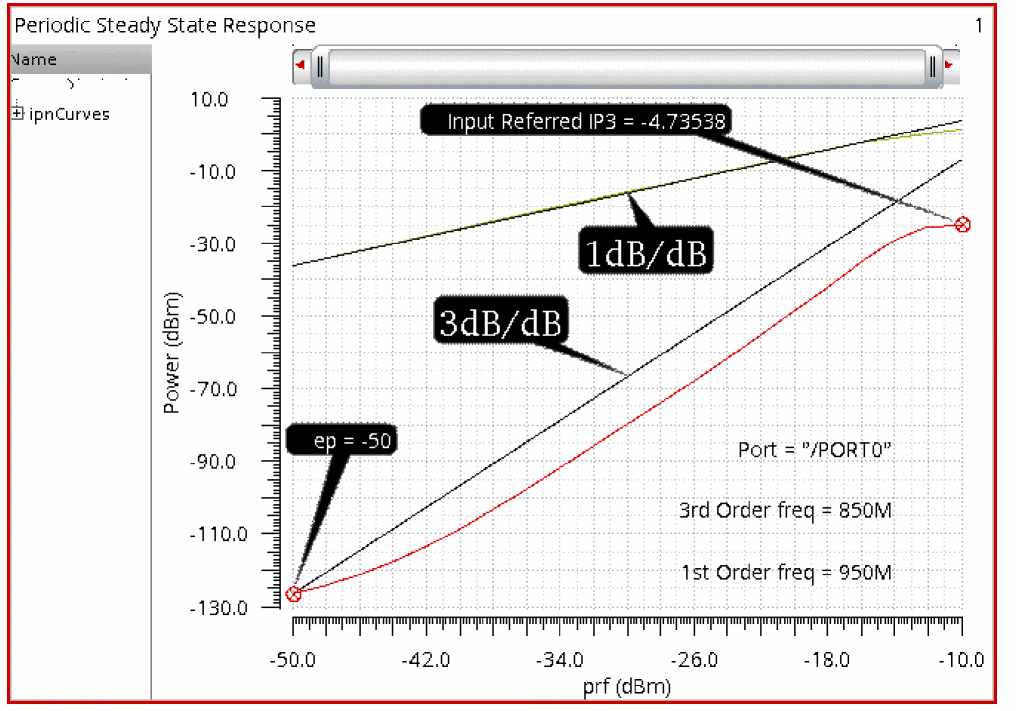 Periodic Steady State Response
1
Name
ipnCurves
10.0
-10.0
-30.0
-50.0
-70.0
-90.0
-110.0
-130.0
Power (dBm)
Input Referred IP3 = -4.73538
1dB/dB
3dB/dB
ep = -50
Port = "/PORT0"
3rd Order freq = 850M
1st Order freq = 950M
-50.0 -42.0 -34.0 -26.0 -18.0 -10.0
prf (dBm)